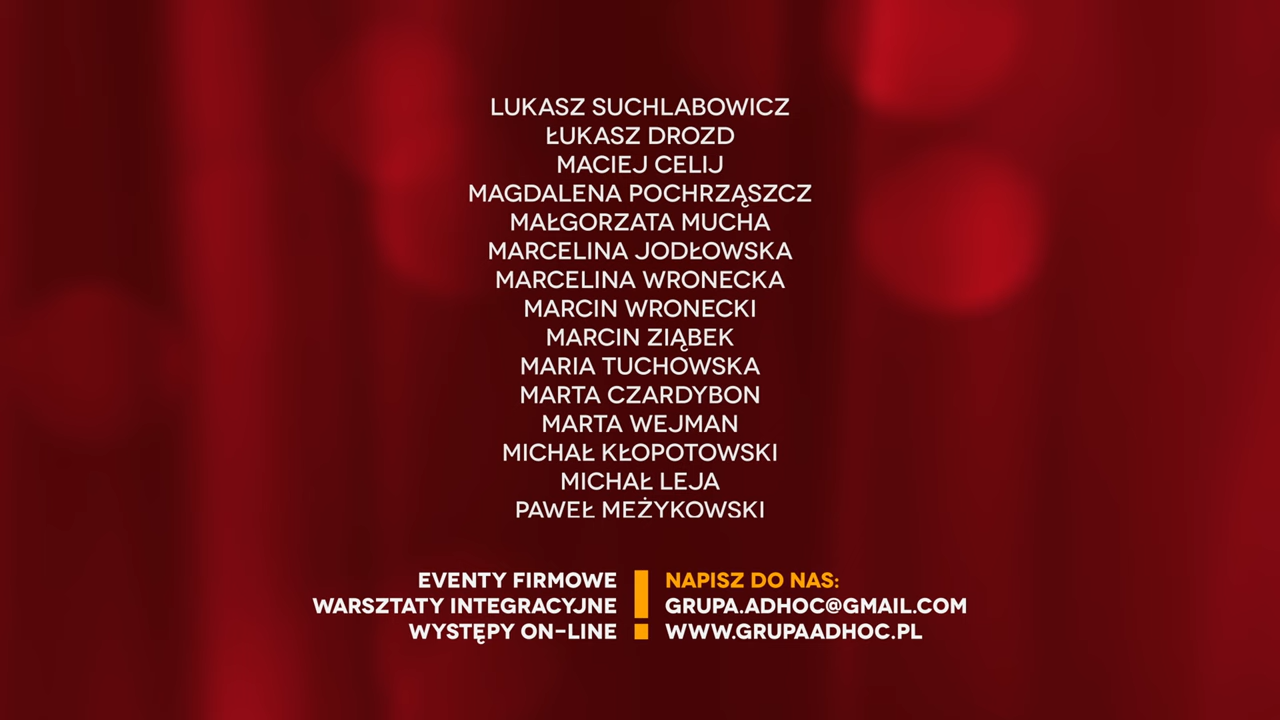 LUKASZ SUCHLABOWICZ
ŁUKASZ DROZD
MACIEJ CELIJ
MAGDALENA POCHRZĄSZCZ
MAŁGORZATA MUCHA
MARCELINA JODŁOWSKA
MARCELINA WRONECKA
MARCIN WRONECKI
MARCIN ZIĄBEK
MARIA TUCHOWSKA
MARTA CZARDYBON
MARTA WEJMAN
MICHAŁ KŁOPOTOWSKI
MICHAŁ LEJA
PAWEŁ MEŻYKOWSKI
EVENTY FIRMOWE
WARSZTATY INTEGRACYJNE
WYSTĘPY ON-LINE
!
NAPISZ DO NAS:
GRUPA.ADHOC@GMAIL.COM
WWW.GRUPAADHOC.PL